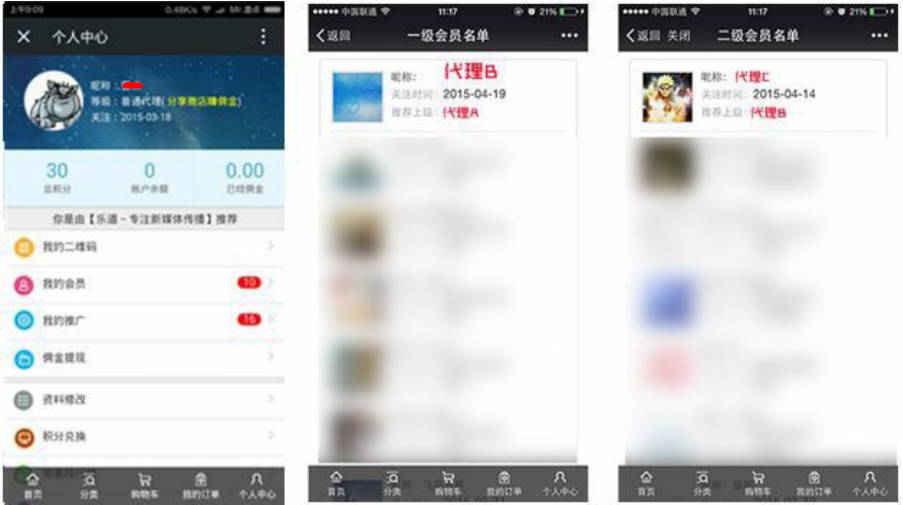 上午9:09 0.48K/s Mr.潜卓
个人中心
昵称:
等级:普通代理(分享商店赚佣金)
关注:2015-03-18
30 0 0.00
总积分 账户余额 已结佣金
你是由【乐道~专注新媒体传播】推荐
我的二维码
我的会员 10
我的推广 16
佣金提现
资料修改
积分兑换
首页 分类 购物车 我的订单 个人中心
中国联通 11:17 21%
返回 一级会员名单
昵称: 代理B
关注时间: 2015-04-19
推荐上级: 代理A
首页 分类 购物车 我的订单 个人中心
中国联通 11:17 21%
返回 关闭 二级会员名单
昵称: 代理C
关注时间: 2015-04-14
推荐上级: 代理B
首页 分类 购物车 我的订单 个人中心